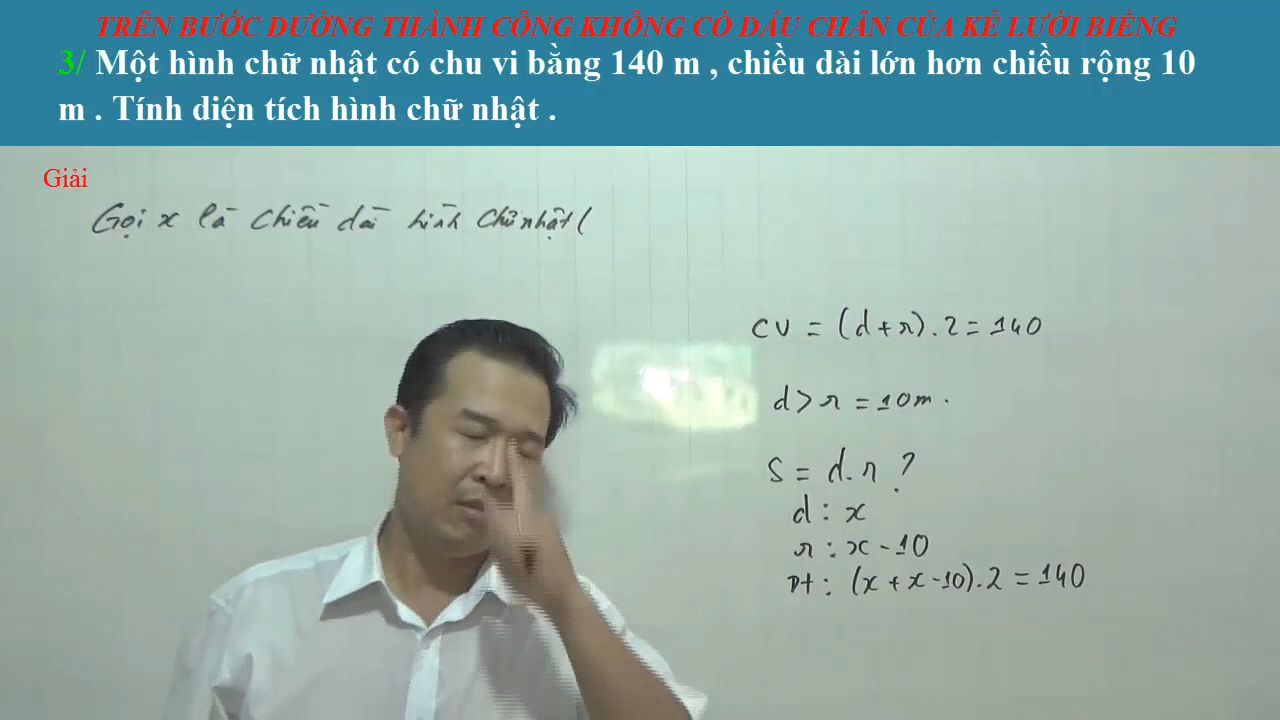 TRÊN BƯỚC ĐƯỜNG THÀNH CÔNG KHÔNG CÓ DẤU CHÂN CỦA KẺ LƯỜI BIẾNG
3/ Một hình chữ nhật có chu vi bằng 140 m , chiều dài lớn hơn chiều rộng 10
m . Tính diện tích hình chữ nhật .
Giải
Gọi x là chiều dài hình chữ nhật (
CV = (d+r).2=140
d > r = 10m.
S = d.r ?
d : x
r : x - 10
Pt : (x + x -10).2 = 140